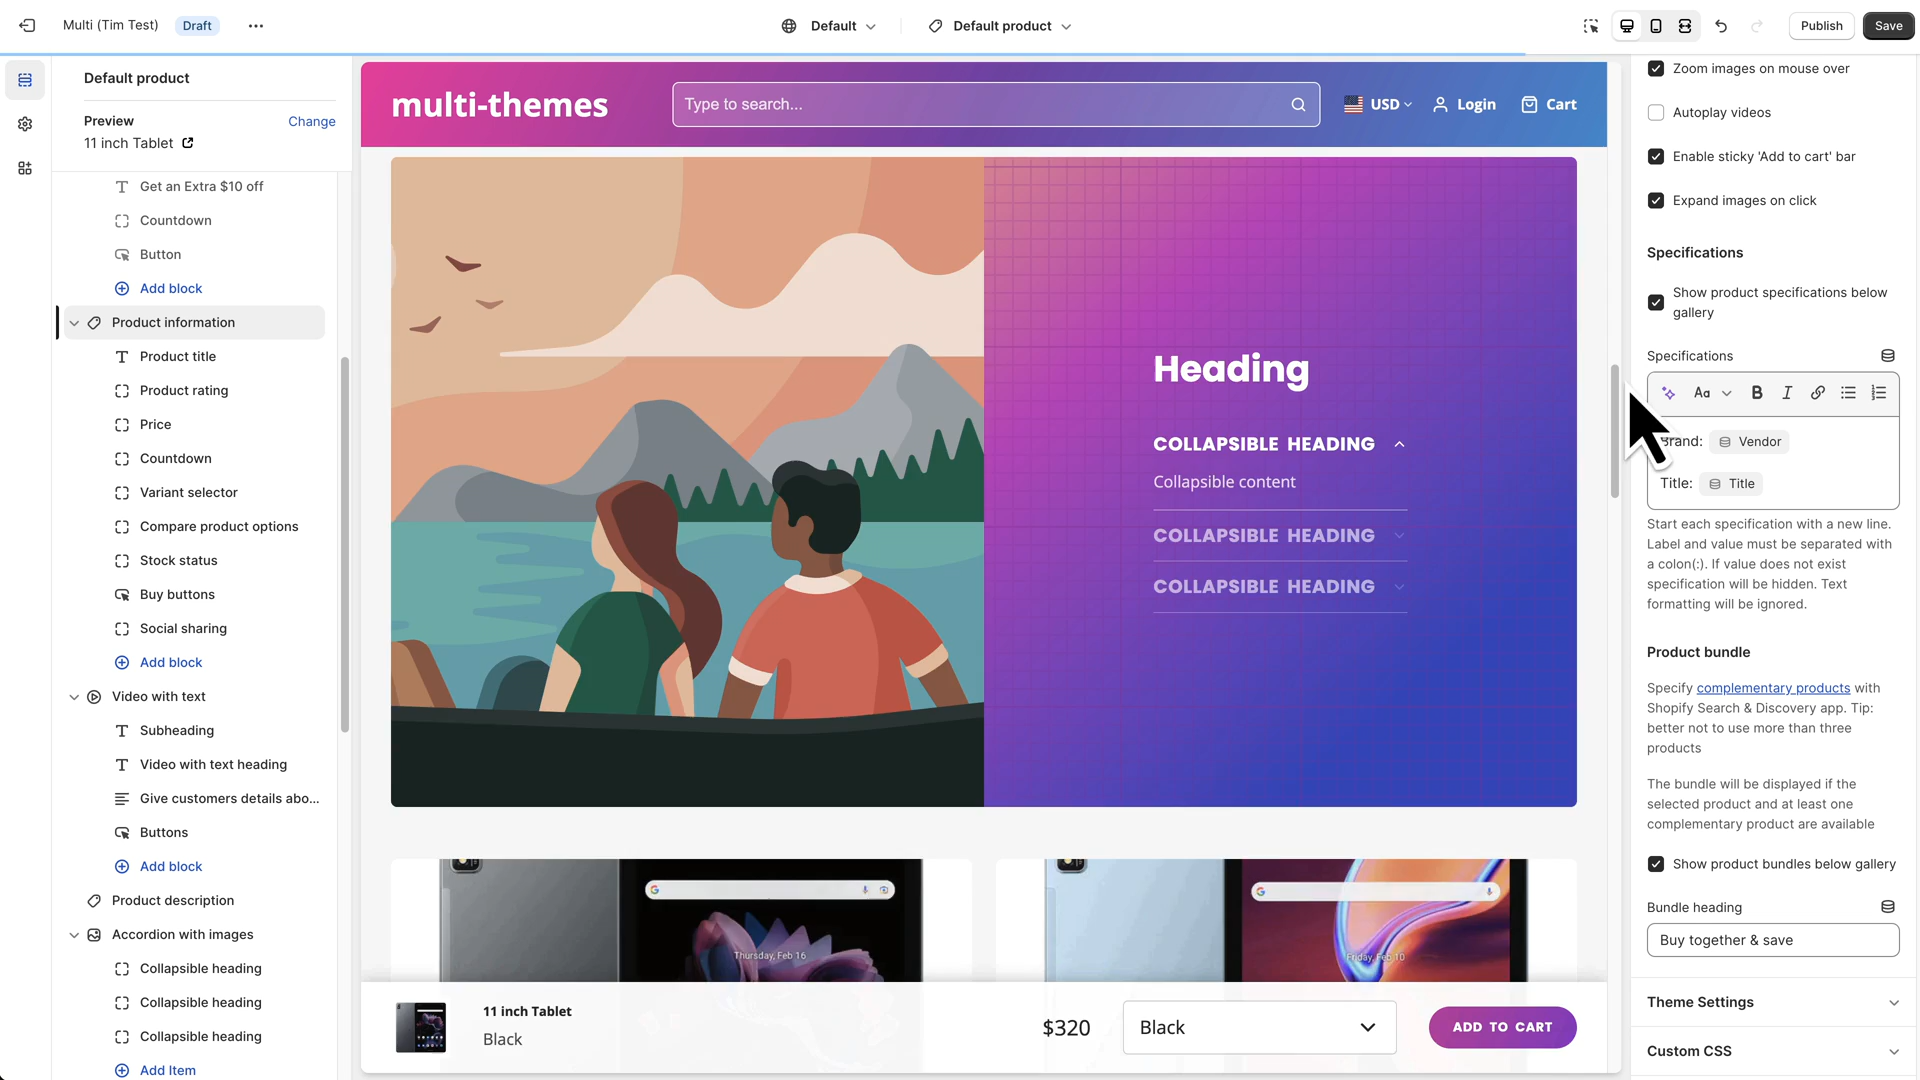 Multi (Tim Test)
Draft
Default
Default product
Publish
Save
Default product
Preview
Change
11 inch Tablet
Get an Extra $10 off
Countdown
Button
Add block
Product information
Product title
Product rating
Price
Countdown
Variant selector
Compare product options
Stock status
Buy buttons
Social sharing
Add block
Video with text
Subheading
Video with text heading
Give customers details abo...
Buttons
Add block
Product description
Accordion with images
Collapsible heading
Collapsible heading
Collapsible heading
Add Item
multi-themes
Type to search...
USD
Login
Cart
Heading
COLLAPSIBLE HEADING
Collapsible content
COLLAPSIBLE HEADING
COLLAPSIBLE HEADING
Thursday, Feb 16
Friday, Feb 10
11 inch Tablet
Black
$320
Black
ADD TO CART
Zoom images on mouse over
Autoplay videos
Enable sticky 'Add to cart' bar
Expand images on click
Specifications
Show product specifications below
gallery
Specifications
Aa
B
I
Brand: Vendor
Title: Title
Start each specification with a new line.
Label and value must be separated with
a colon(:). If value does not exist
specification will be hidden. Text
formatting will be ignored.
Product bundle
Specify complementary products with
Shopify Search & Discovery app. Tip:
better not to use more than three
products
The bundle will be displayed if the
selected product and at least one
complementary product are available
Show product bundles below gallery
Bundle heading
Buy together & save
Theme Settings
Custom CSS